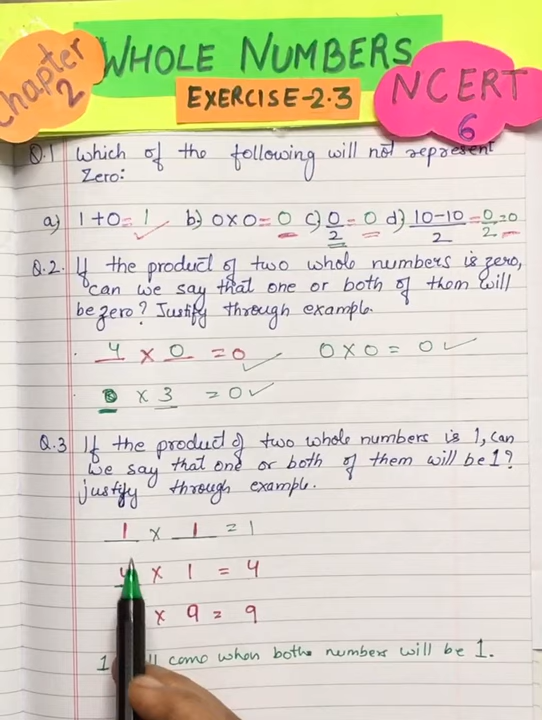 Chapter 2
WHOLE NUMBERS
EXERCISE-2.3
NCERT 6
Q.1 Which of the following will not represent
Zero:
a) 1+0=1 b) 0x0=0 c) 0/2=0 d) 10-10/2=0/2=0
Q.2. If the product of two whole numbers is zero,
can we say that one or both of them will
be zero? Justify through example.
4 x 0 =0 0x0= 0
0 x 3 =0
Q.3 If the product of two whole numbers is 1, can
we say that one or both of them will be 1?
justify through example.
1 x 1 = 1
4 x 1 = 4
x 9 = 9
1 come when bothe numbers will be 1.